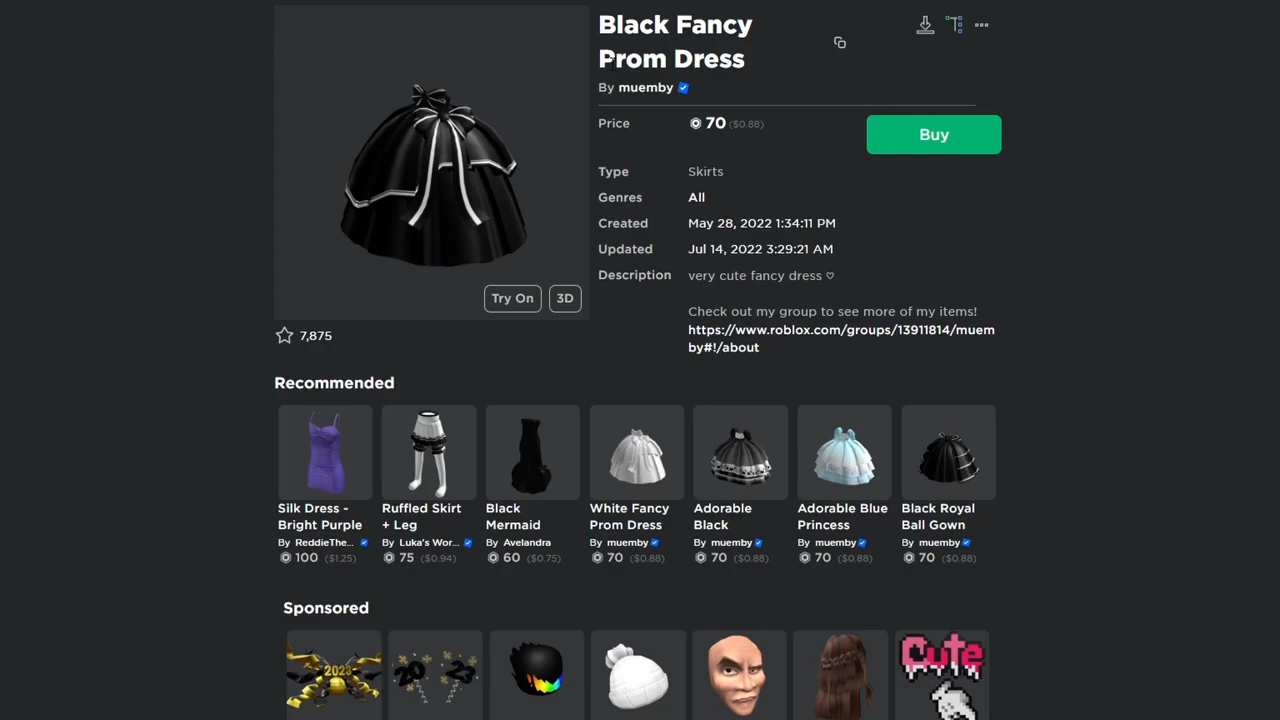 Black Fancy
Prom Dress
By muemby
Price 70 ($0.88)
Buy
Type Skirts
Genres All
Created May 28, 2022 1:34:11 PM
Updated Jul 14, 2022 3:29:21 AM
Description very cute fancy dress ♡
Check out my group to see more of my items!
https://www.roblox.com/groups/13911814/muem
by#!/about
Try On 3D
7,875
Recommended
Silk Dress -
Bright Purple
By ReddieThe...
100 ($1.25)
Ruffled Skirt
+ Leg
By Luka's Wor...
75 ($0.94)
Black
Mermaid
By Avelandra
60 ($0.75)
White Fancy
Prom Dress
By muemby
70 ($0.88)
Adorable
Black
By muemby
70 ($0.88)
Adorable Blue
Princess
By muemby
70 ($0.88)
Black Royal
Ball Gown
By muemby
70 ($0.88)
Sponsored
2023
20 23
Cute